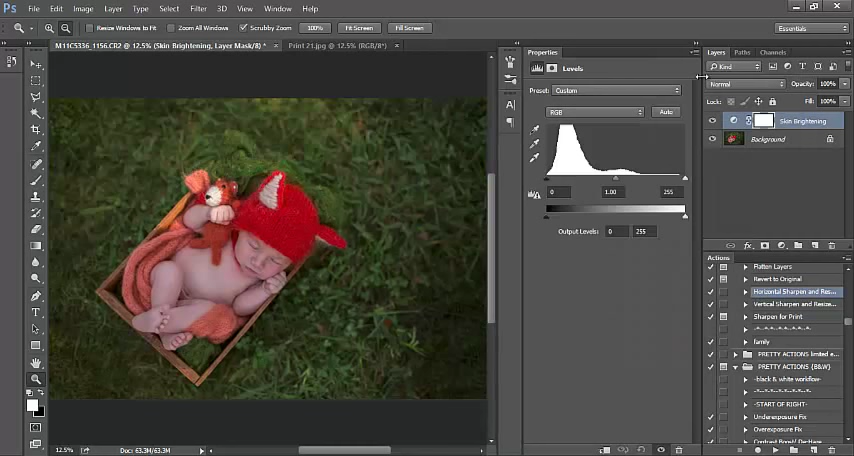 Ps File Edit Image Layer Type Select Filter 3D View Window Help
Resize Windows to Fit Zoom All Windows Scrubby Zoom 100% Fit Screen Fill Screen Essentials
M11C5336_1156.CR2 @ 12.5% (Skin Brightening, Layer Mask/8) * × Print 21.jpg @ 12.5% (RGB/8*) ×
Properties
Levels
Preset: Custom
RGB Auto
0 1.00 255
Output Levels: 0 255
Layers Paths Channels
Kind
Normal Opacity: 100%
Lock: Fill: 100%
Skin Brightening
Background
fx
Actions
Flatten Layers
Revert to Original
Horizontal Sharpen and Res...
Vertical Sharpen and Resize...
Sharpen for Print
-*-*-*-*-*-*-*-*-
family
PRETTY ACTIONS limited e...
PRETTY ACTIONS {B&W}
-black & white workflow-
-*-*-*-*-*-*-*-*-
-START OF RIGHT-
Underexposure Fix
Overexposure Fix
Contrast Boost/ De-Haze
12.5% Doc: 63.3M/63.3M